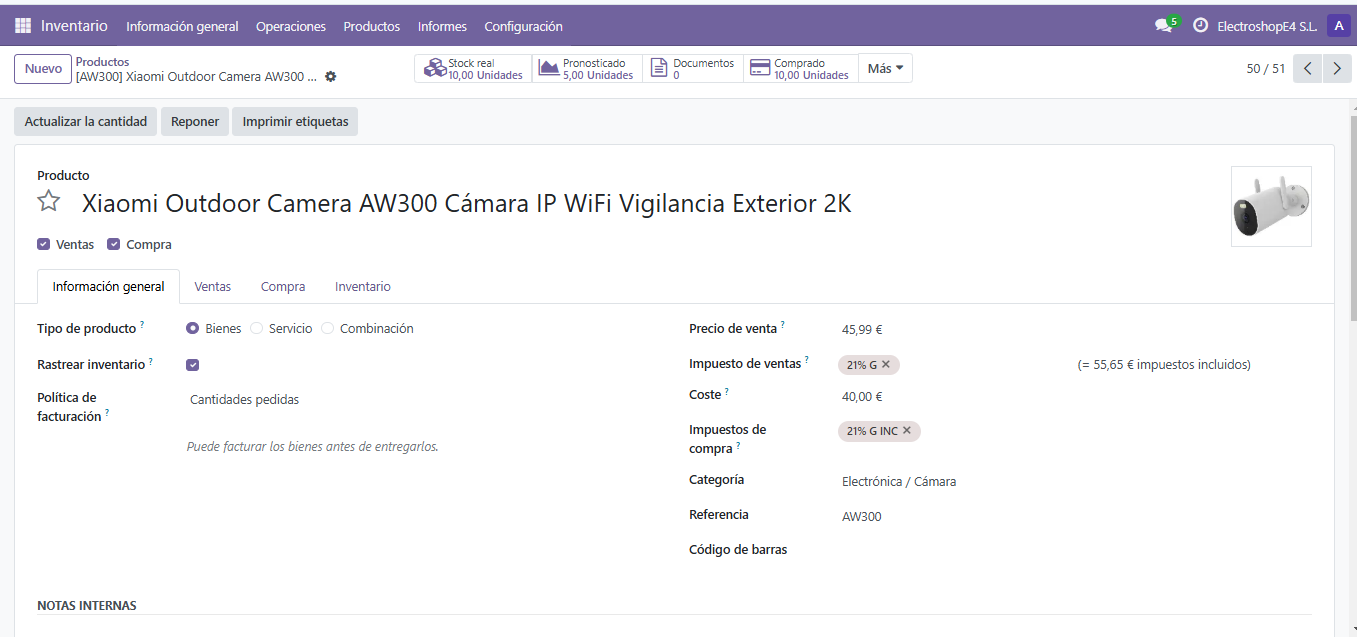 Inventario Información general Operaciones Productos Informes Configuración 5 ElectroshopE4 S.L. A
Nuevo Productos
[AW300] Xiaomi Outdoor Camera AW300 ...
Stock real
10,00 Unidades
Pronosticado
5,00 Unidades
Documentos
0
Comprado
10,00 Unidades
Más
50 / 51
Actualizar la cantidad Reponer Imprimir etiquetas
Producto
Xiaomi Outdoor Camera AW300 Cámara IP WiFi Vigilancia Exterior 2K
Ventas Compra
Información general Ventas Compra Inventario
Tipo de producto ? Bienes Servicio Combinación
Rastrear inventario ?
Política de
facturación ?
Cantidades pedidas
Puede facturar los bienes antes de entregarlos.
Precio de venta ? 45,99 €
Impuesto de ventas ? 21% G ✕ (= 55,65 € impuestos incluidos)
Coste ? 40,00 €
Impuestos de
compra ?
21% G INC ✕
Categoría Electrónica / Cámara
Referencia AW300
Código de barras
NOTAS INTERNAS